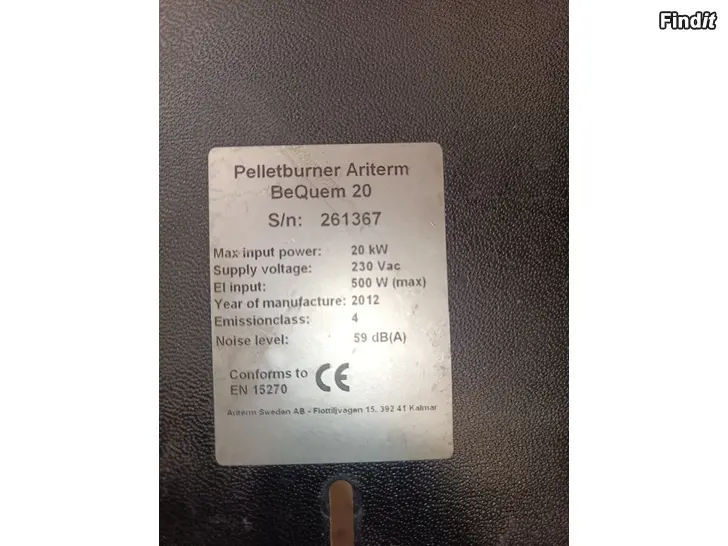 Findit
Pelletburner Ariterm
BeQuem 20
S/n: 261367
Max input power: 20 kW
Supply voltage: 230 Vac
El input: 500 W (max)
Year of manufacture: 2012
Emissionclass: 4
Noise level: 59 dB(A)
Conforms to CE
EN 15270
Ariterm Sweden AB - Flottiljvagen 15, 392 41 Kalmar